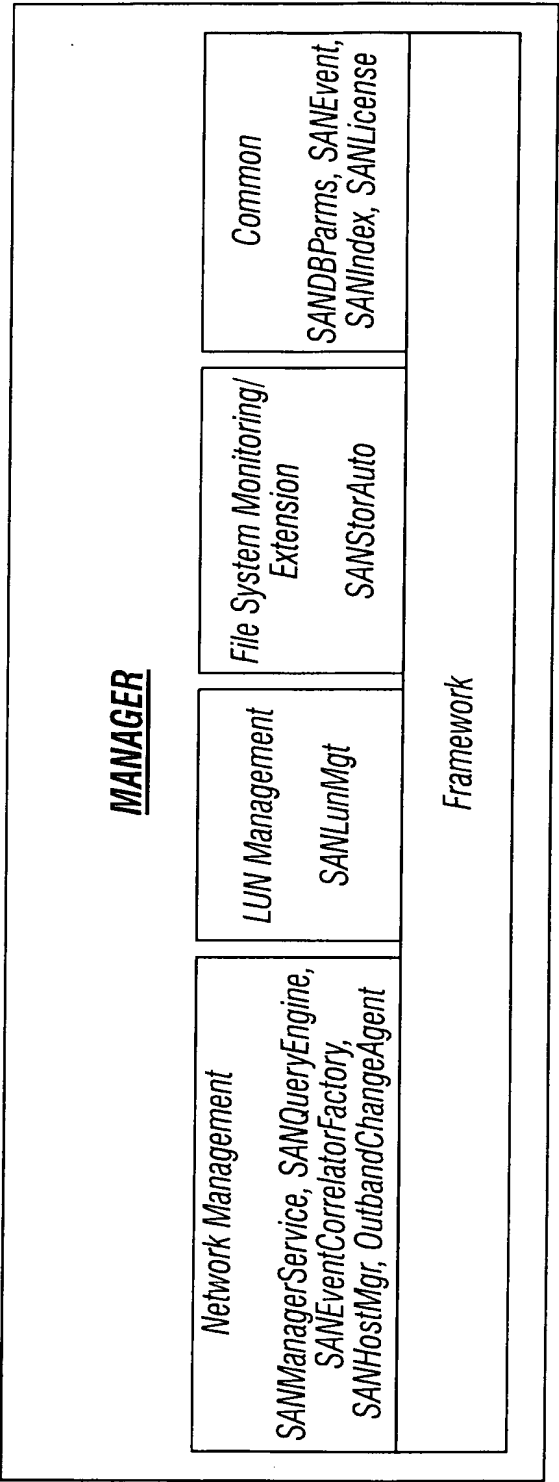 MANAGER
Network Management
SANManagerService, SANQueryEngine,
SANEventCorrelatorFactory,
SANHostMgr, OutbandChangeAgent
LUN Management
SANLunMgt
File System Monitoring/
Extension
SANStorAuto
Common
SANDBParms, SANEvent,
SANIndex, SANLicense
Framework